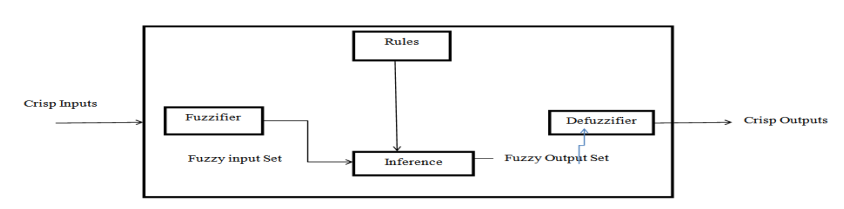 Rules
Crisp Inputs
Fuzzifier
Defuzzifier
Crisp Outputs
Fuzzy input Set
Inference
Fuzzy Output Set